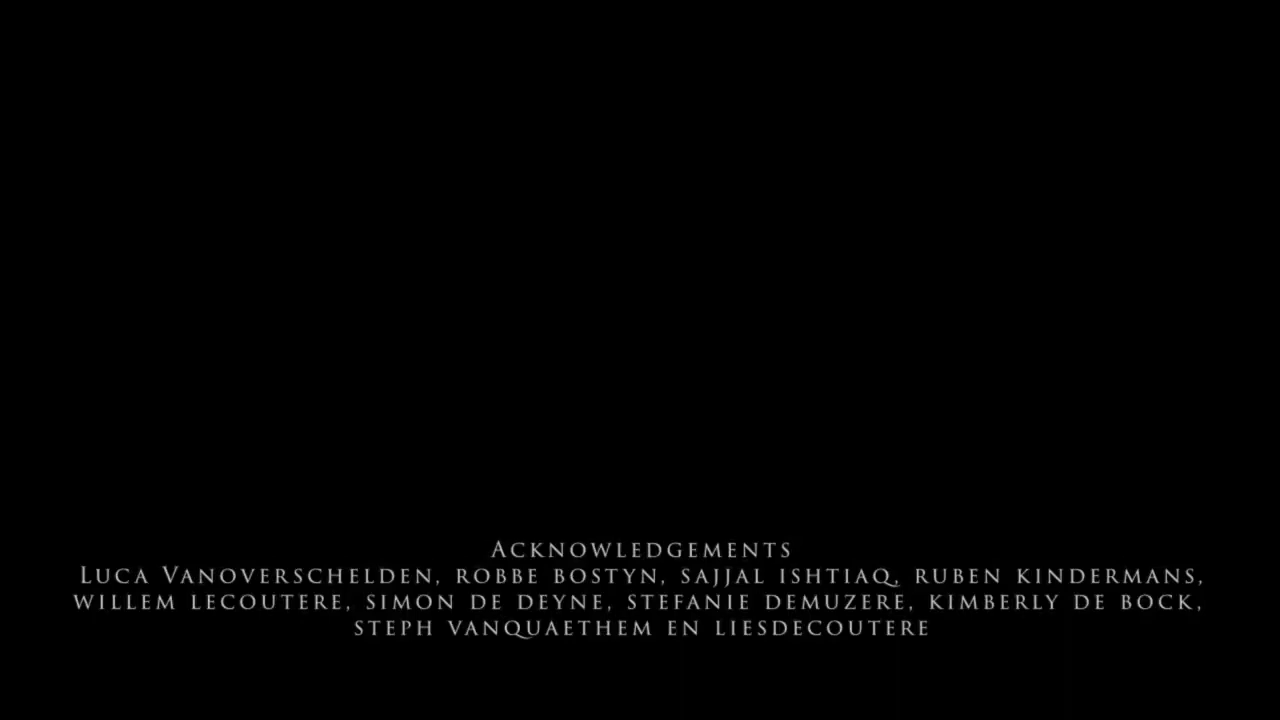 Acknowledgements
Luca Vanoverschelden, robbe bostyn, sajjal ishtiaq, ruben kindermans,
willem lecoutere, simon de deyne, stefanie demuzere, kimberly de bock,
steph vanquaethem en liesdecoutere